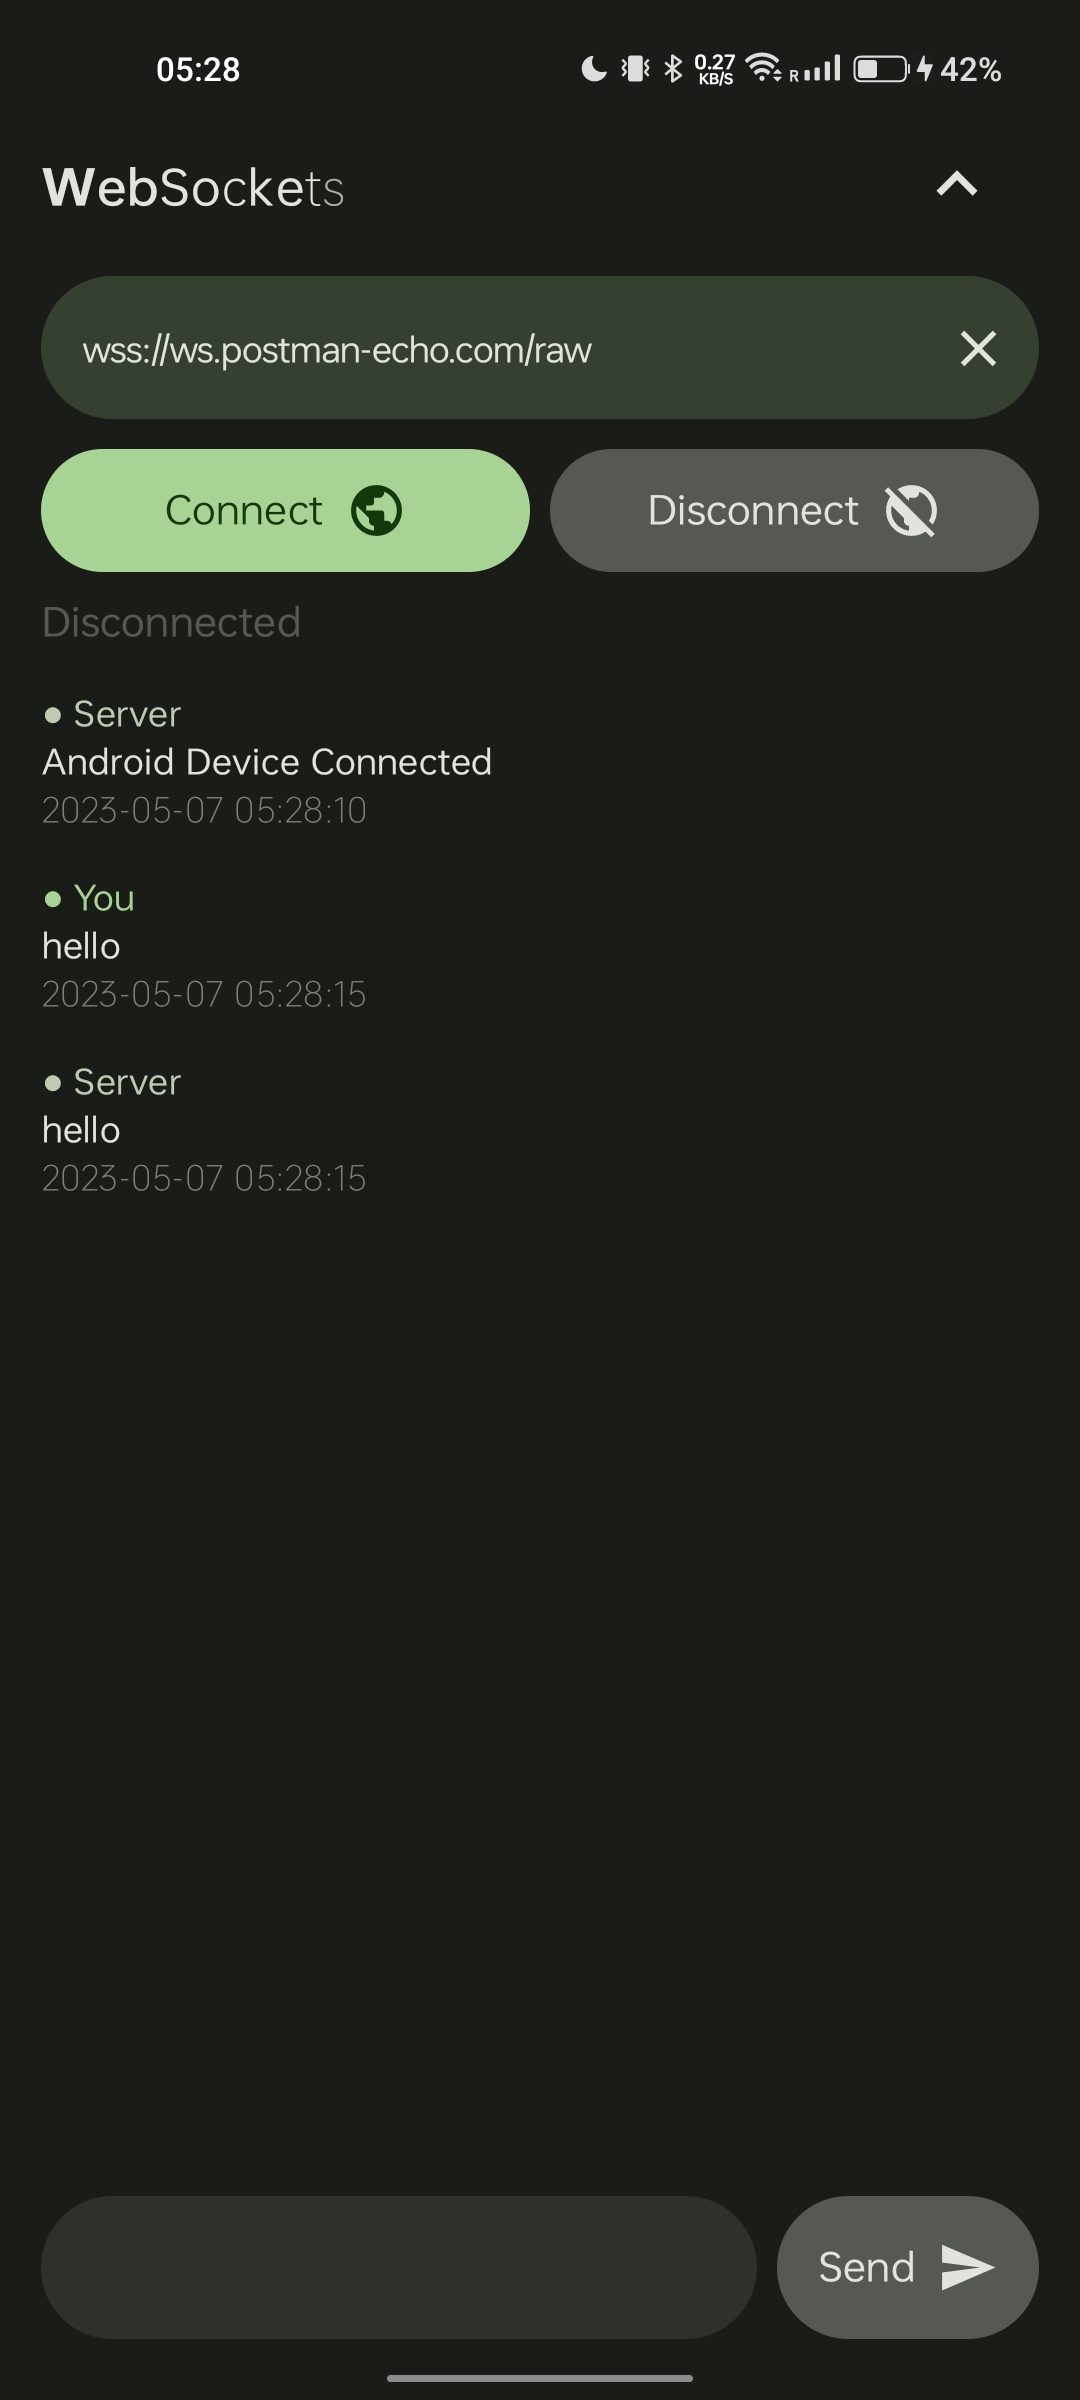 05:28 0.27 KB/S R 42%
WebSockets
wss://ws.postman-echo.com/raw
Connect Disconnect
Disconnected
• Server
Android Device Connected
2023-05-07 05:28:10
• You
hello
2023-05-07 05:28:15
• Server
hello
2023-05-07 05:28:15
Send